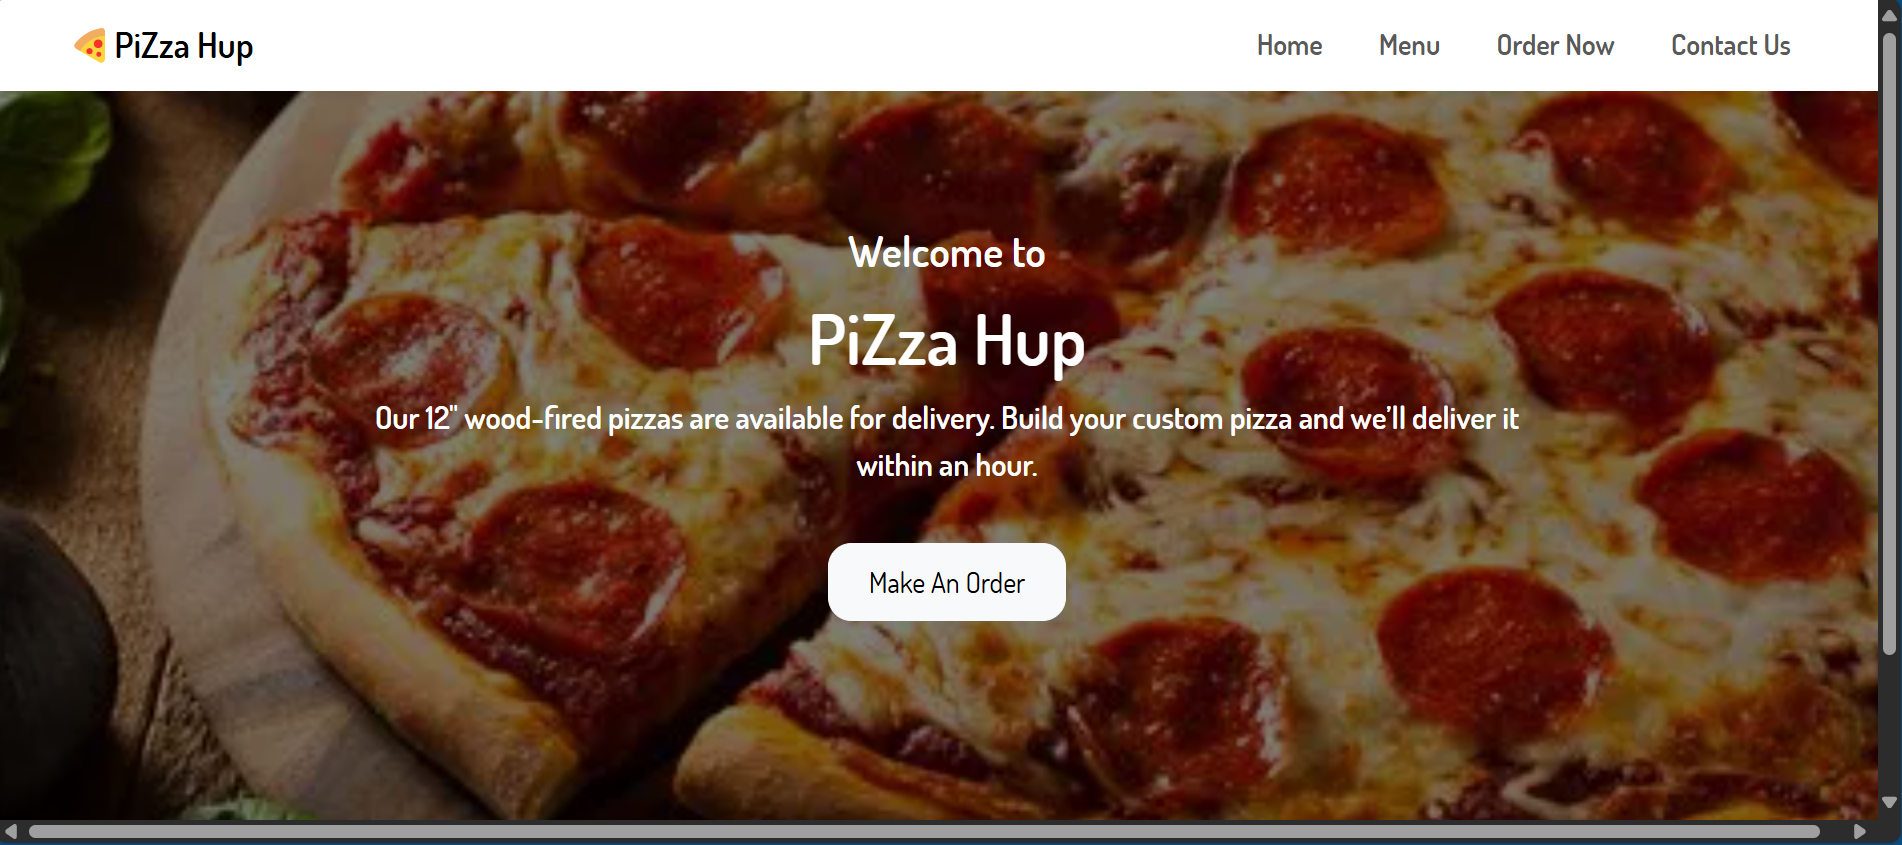 PiZza Hup
Home
Menu
Order Now
Contact Us
Welcome to
PiZza Hup
Our 12" wood-fired pizzas are available for delivery. Build your custom pizza and we’ll deliver it
within an hour.
Make An Order